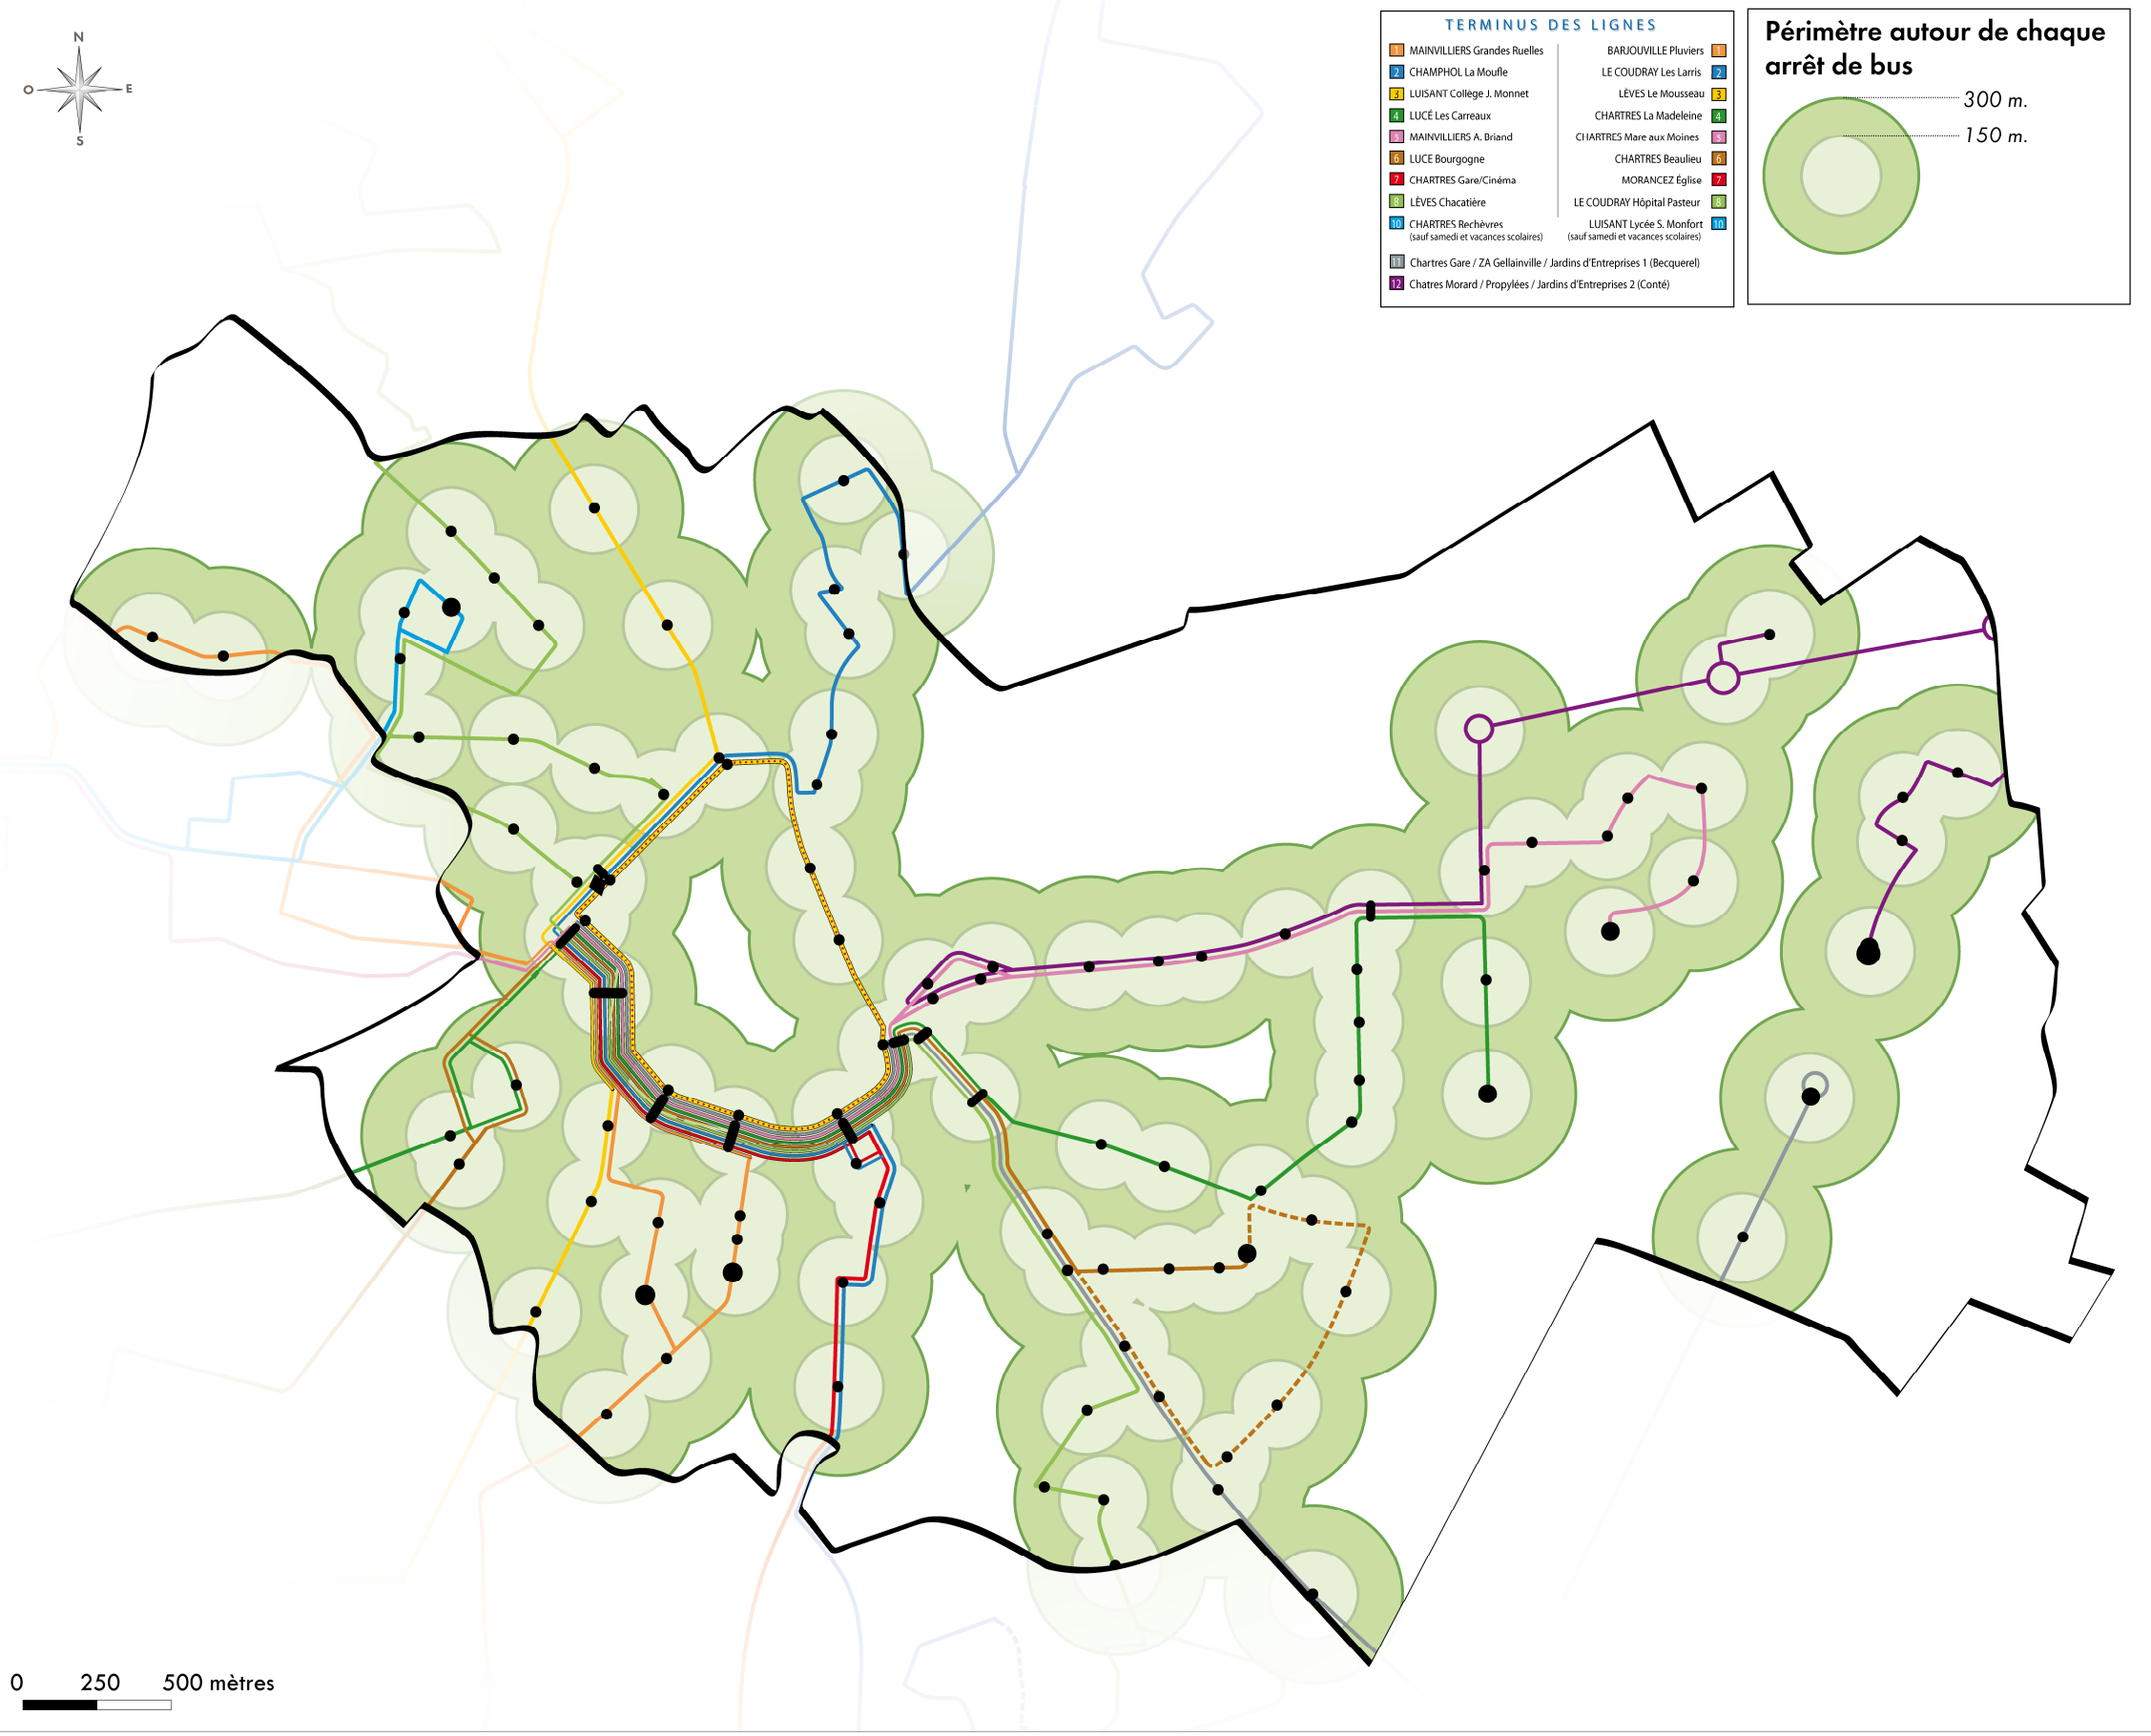 N
O
E
S
TERMINUS DES LIGNES
1 MAINVILLIERS Grandes Ruelles
BARJOUVILLE Pluviers 1
2 CHAMPHOL La Moufle
LE COUDRAY Les Larris 2
3 LUISANT Collège J. Monnet
LÈVES Le Mousseau 3
4 LUCÉ Les Carreaux
CHARTRES La Madeleine 4
5 MAINVILLIERS A. Briand
CHARTRES Mare aux Moines 5
6 LUCE Bourgogne
CHARTRES Beaulieu 6
7 CHARTRES Gare/Cinéma
MORANCEZ Église 7
8 LÈVES Chacatière
LE COUDRAY Hôpital Pasteur 8
10 CHARTRES Rechèvres
(sauf samedi et vacances scolaires)
LUISANT Lycée S. Monfort 10
(sauf samedi et vacances scolaires)
11 Chartres Gare / ZA Gellainville / Jardins d'Entreprises 1 (Becquerel)
12 Chatres Morard / Propylées / Jardins d'Entreprises 2 (Conté)
Périmètre autour de chaque
arrêt de bus
300 m.
150 m.
0 250 500 mètres